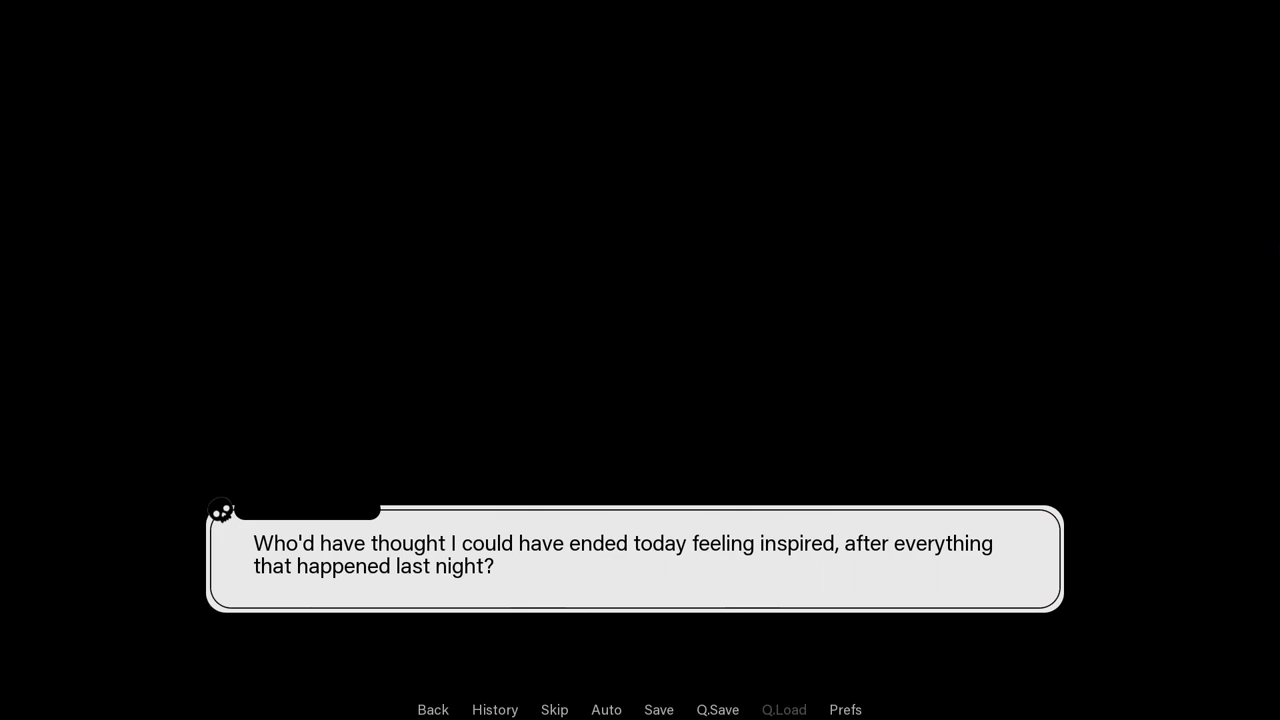 Who'd have thought I could have ended today feeling inspired, after everything
that happened last night?
Back History Skip Auto Save Q.Save Q.Load Prefs